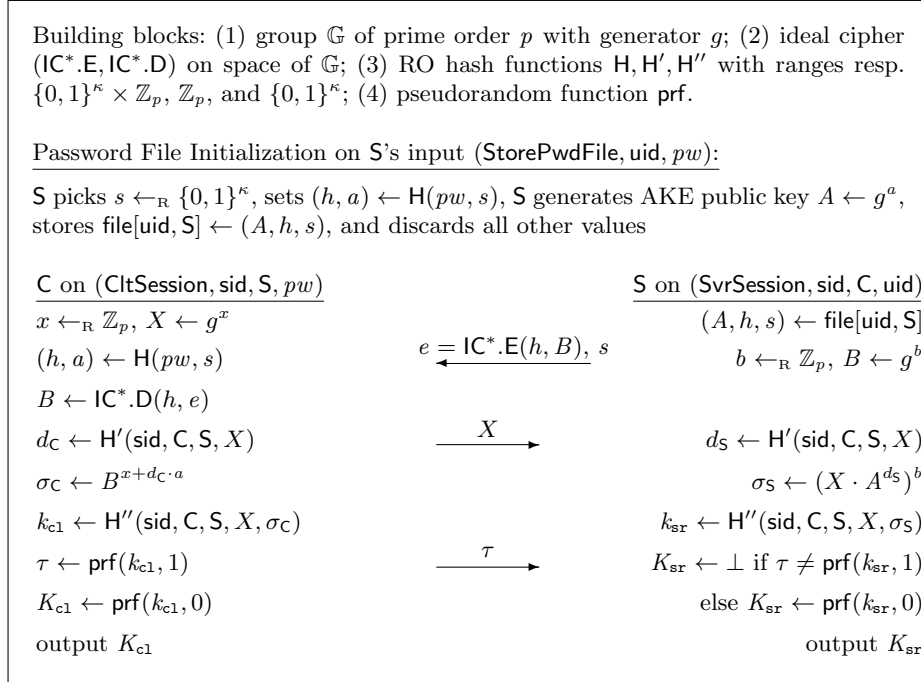 Building blocks: (1) group 𝔾 of prime order p with generator g; (2) ideal cipher
(IC*.E, IC*.D) on space of 𝔾; (3) RO hash functions H, H′, H″ with ranges resp.
{0, 1}^κ × ℤ_p, ℤ_p, and {0, 1}^κ; (4) pseudorandom function prf.
Password File Initialization on S's input (StorePwdFile, uid, pw):
S picks s ←_R {0, 1}^κ, sets (h, a) ← H(pw, s), S generates AKE public key A ← g^a,
stores file[uid, S] ← (A, h, s), and discards all other values
C on (CltSession, sid, S, pw) S on (SvrSession, sid, C, uid)
x ←_R ℤ_p, X ← g^x (A, h, s) ← file[uid, S]
(h, a) ← H(pw, s) e = IC*.E(h, B), s b ←_R ℤ_p, B ← g^b
B ← IC*.D(h, e)
d_C ← H′(sid, C, S, X) X d_S ← H′(sid, C, S, X)
σ_C ← B^{x+d_C·a} σ_S ← (X · A^{d_S})^b
k_cl ← H″(sid, C, S, X, σ_C) k_sr ← H″(sid, C, S, X, σ_S)
τ ← prf(k_cl, 1) τ K_sr ← ⊥ if τ ≠ prf(k_sr, 1)
K_cl ← prf(k_cl, 0) else K_sr ← prf(k_sr, 0)
output K_cl output K_sr